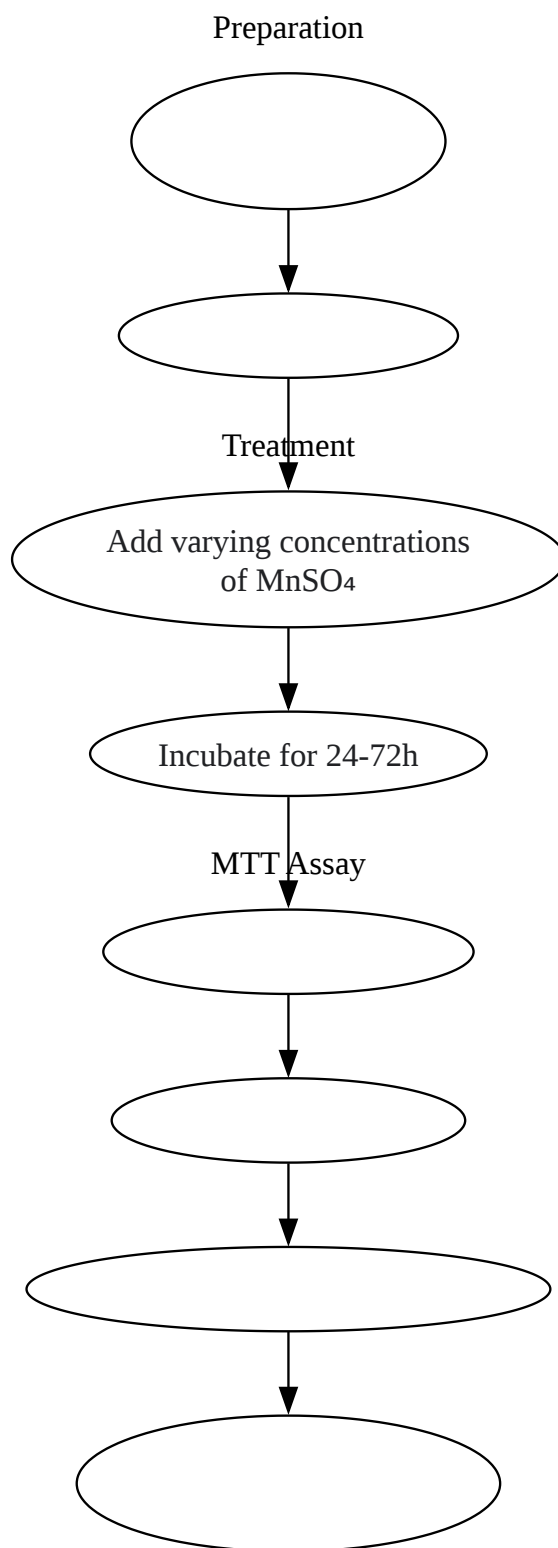 Preparation
Treatment
Add varying concentrations
of MnSO₄
Incubate for 24-72h
MTT Assay